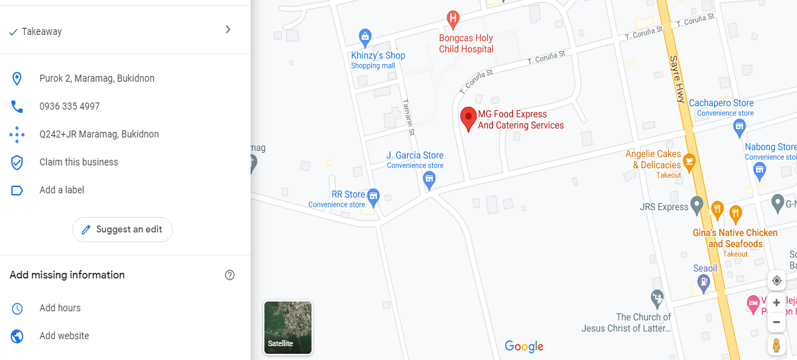 Takeaway
Purok 2, Maramag, Bukidnon
0936 335 4997
Q242+JR Maramag, Bukidnon
Claim this business
Add a label
Suggest an edit
Add missing information
Add hours
Add website
mag
Bongcas Holy
Child Hospital
Khinzy's Shop
Shopping mall
T. Coruña St
T. Coruña St
T. Coruña St
Tamarin St
Sayre Hwy
MG Food Express
And Catering Services
Cachapero Store
Convenience store
J. Garcia Store
Convenience store
Angelie Cakes
& Delicacies
Takeout
Nabong Store
Convenience store
RR Store
Convenience store
JRS Express
Gina's Native Chicken
and Seafoods
Takeout
Seaoil
The Church of
Jesus Christ of Latter...
Satellite
Google